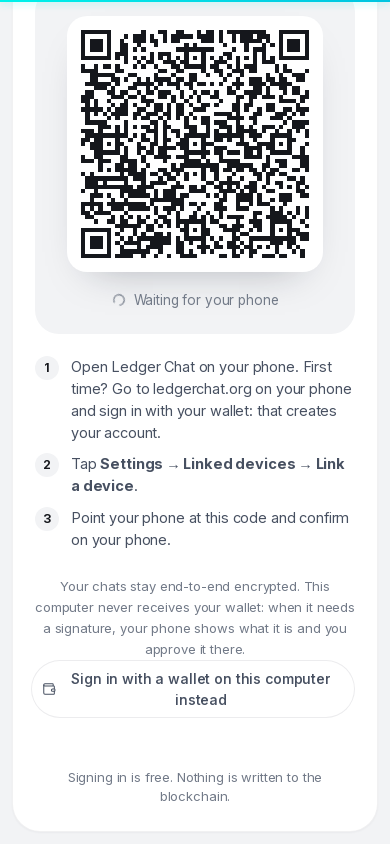 Waiting for your phone
1 Open Ledger Chat on your phone. First
time? Go to ledgerchat.org on your phone
and sign in with your wallet: that creates
your account.
2 Tap Settings → Linked devices → Link
a device.
3 Point your phone at this code and confirm
on your phone.
Your chats stay end-to-end encrypted. This
computer never receives your wallet: when it needs
a signature, your phone shows what it is and you
approve it there.
Sign in with a wallet on this computer
instead
Signing in is free. Nothing is written to the
blockchain.